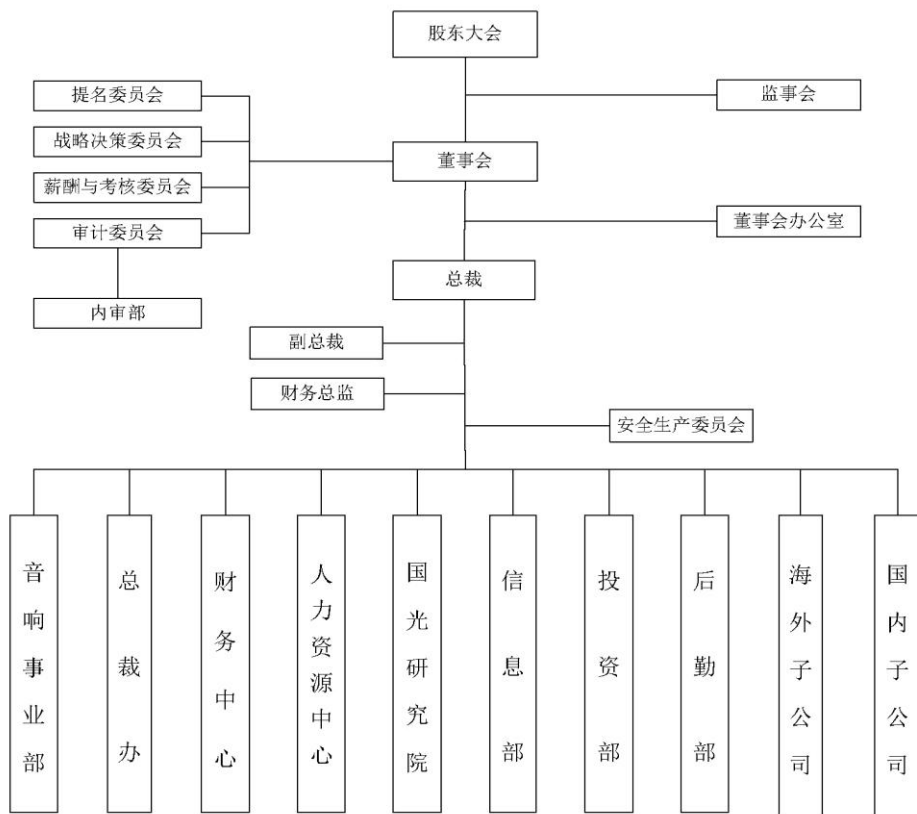 股东大会
提名委员会
监事会
战略决策委员会
董事会
薪酬与考核委员会
审计委员会
董事会办公室
总裁
内审部
副总裁
财务总监
安全生产委员会
音响事业部
总裁办
财务中心
人力资源中心
国光研究院
信息部
投资部
后勤部
海外子公司
国内子公司